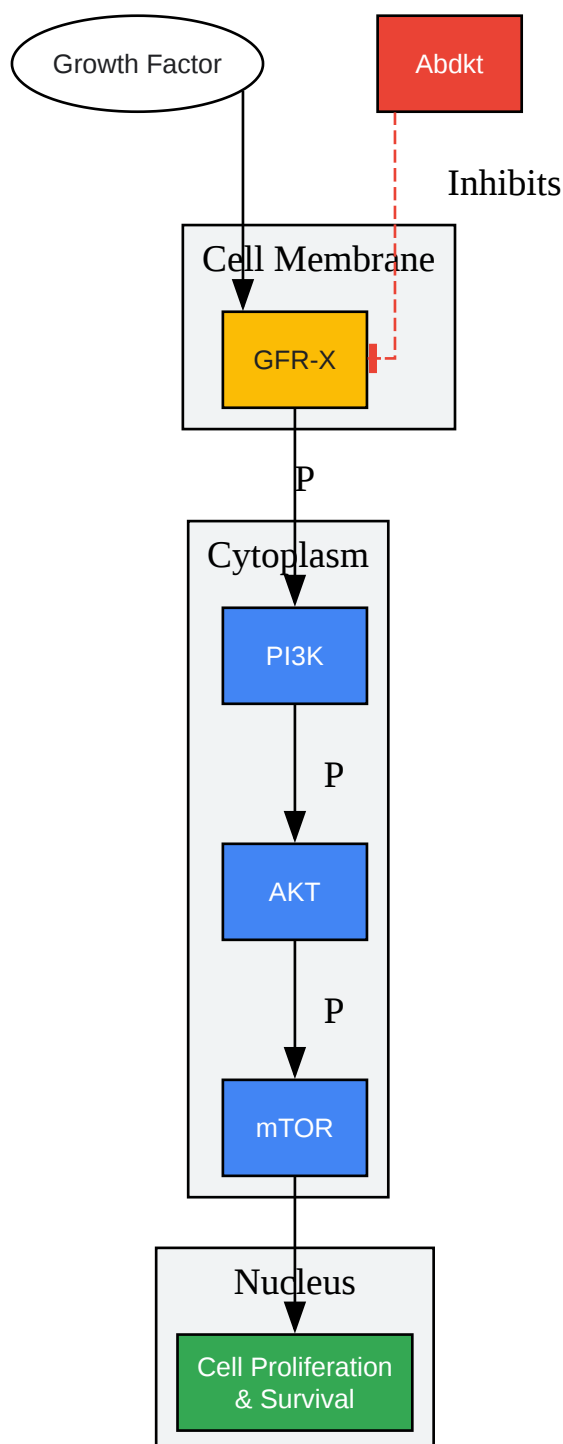 Growth Factor
Abdkt
Inhibits
Cell Membrane
GFR-X
P
Cytoplasm
PI3K
P
AKT
P
mTOR
Nucleus
Cell Proliferation
& Survival